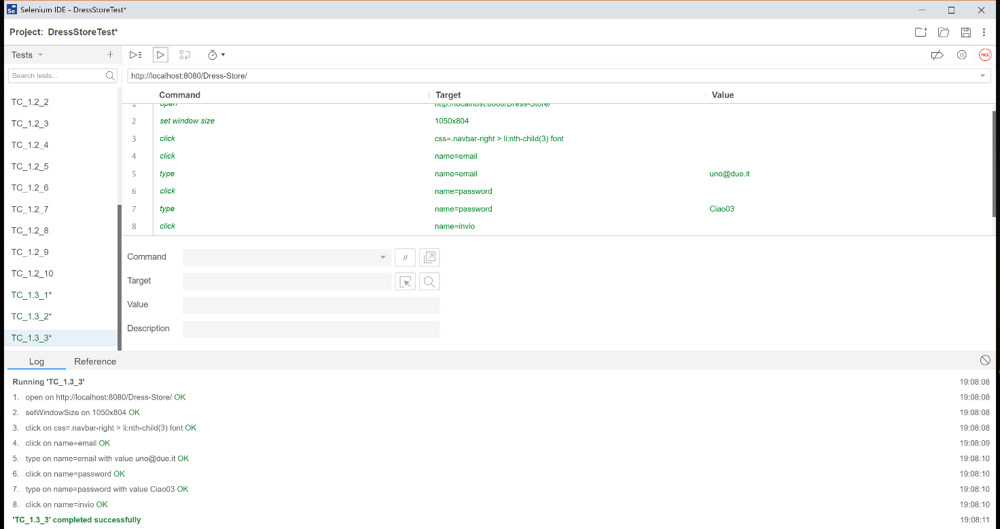 Selenium IDE - DressStoreTest*
Project: DressStoreTest*
Tests
Search tests...
http://localhost:8080/Dress-Store/
TC_1.2_2
TC_1.2_3
TC_1.2_4
TC_1.2_5
TC_1.2_6
TC_1.2_7
TC_1.2_8
TC_1.2_9
TC_1.2_10
TC_1.3_1*
TC_1.3_2*
TC_1.3_3*
REC
Command Target Value
1 open http://localhost:8080/Dress-Store/
2 set window size 1050x804
3 click css=.navbar-right > li:nth-child(3) font
4 click name=email
5 type name=email uno@due.it
6 click name=password
7 type name=password Ciao03
8 click name=invio
Command //
Target
Value
Description
Log Reference
Running 'TC_1.3_3' 19:08:08
1. open on http://localhost:8080/Dress-Store/ OK 19:08:08
2. setWindowSize on 1050x804 OK 19:08:08
3. click on css=.navbar-right > li:nth-child(3) font OK 19:08:08
4. click on name=email OK 19:08:09
5. type on name=email with value uno@due.it OK 19:08:10
6. click on name=password OK 19:08:10
7. type on name=password with value Ciao03 OK 19:08:10
8. click on name=invio OK 19:08:10
'TC_1.3_3' completed successfully 19:08:11